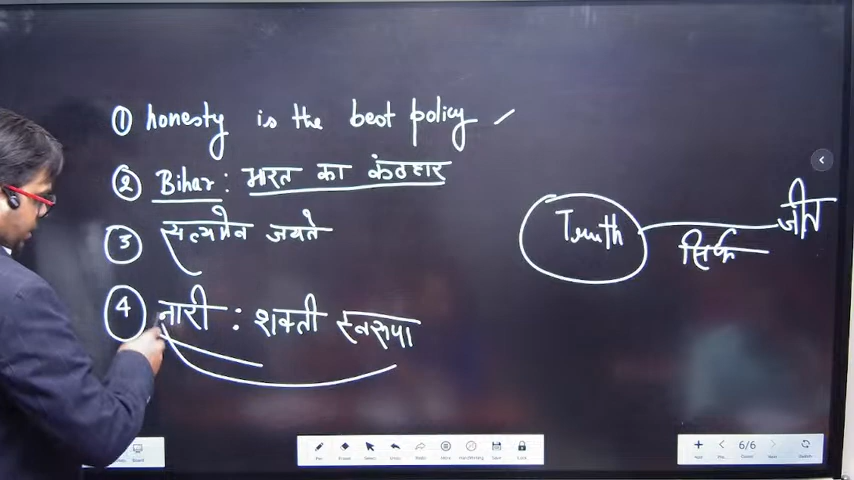 ① honesty is the best policy
② Bihar : भारत का कंठहार
③ सत्यमेव जयते
④ नारी : शक्ती स्वरूपा
Truth सिर्फ जीत
6/6